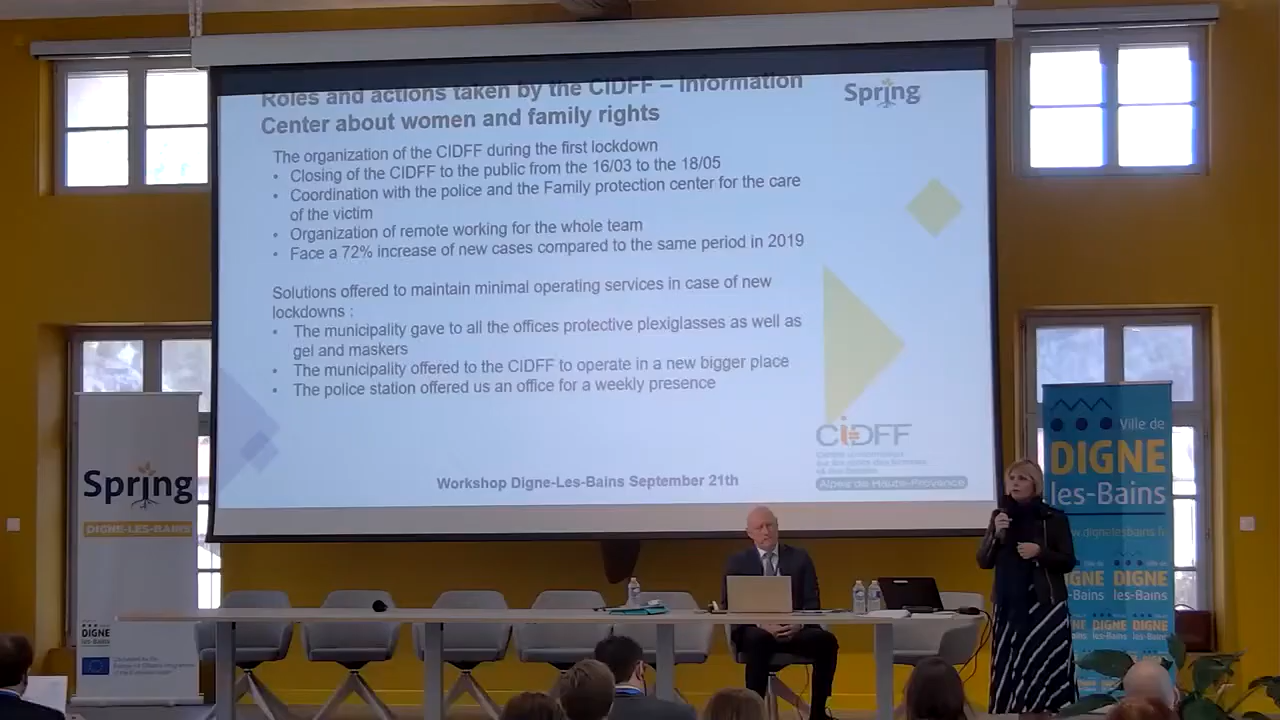 Roles and actions taken by the CIDFF – Information
Center about women and family rights
Spring
The organization of the CIDFF during the first lockdown
• Closing of the CIDFF to the public from the 16/03 to the 18/05
• Coordination with the police and the Family protection center for the care
of the victim
• Organization of remote working for the whole team
• Face a 72% increase of new cases compared to the same period in 2019
Solutions offered to maintain minimal operating services in case of new
lockdowns :
• The municipality gave to all the offices protective plexiglasses as well as
gel and maskers
• The municipality offered to the CIDFF to operate in a new bigger place
• The police station offered us an office for a weekly presence
CIDFF
Alpes de Haute-Provence
Workshop Digne-Les-Bains September 21th
Spring
DIGNE-LES-BAINS
DIGNE
les-Bains
Ville de
DIGNE
les-Bains
www.dignelesbains.fr
DIGNE DIGNE
-Bains les-Bains
DIGNE DIGNE